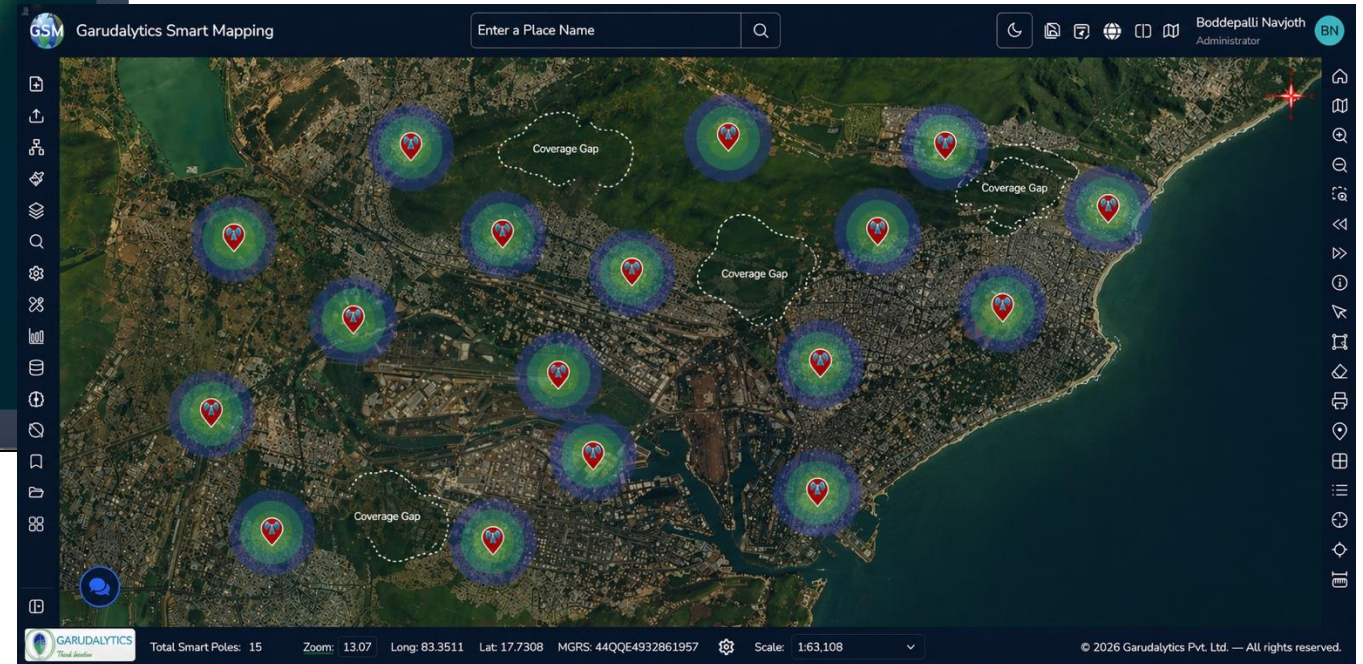 GSM
Garudalytics Smart Mapping
Enter a Place Name
Boddepalli Navjoth
Administrator
BN
Coverage Gap
Coverage Gap
Coverage Gap
Coverage Gap
GARUDALYTICS
Think location
Total Smart Poles: 15
Zoom: 13.07
Long: 83.3511
Lat: 17.7308
MGRS: 44QQE4932861957
Scale: 1:63,108
© 2026 Garudalytics Pvt. Ltd. — All rights reserved.